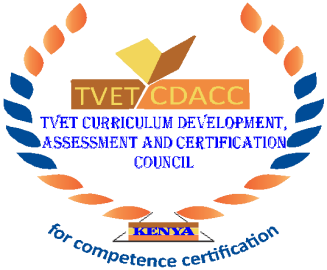 TVET CDACC
TVET CURRICULUM DEVELOPMENT,
ASSESSMENT AND CERTIFICATION
COUNCIL
KENYA
for competence certification